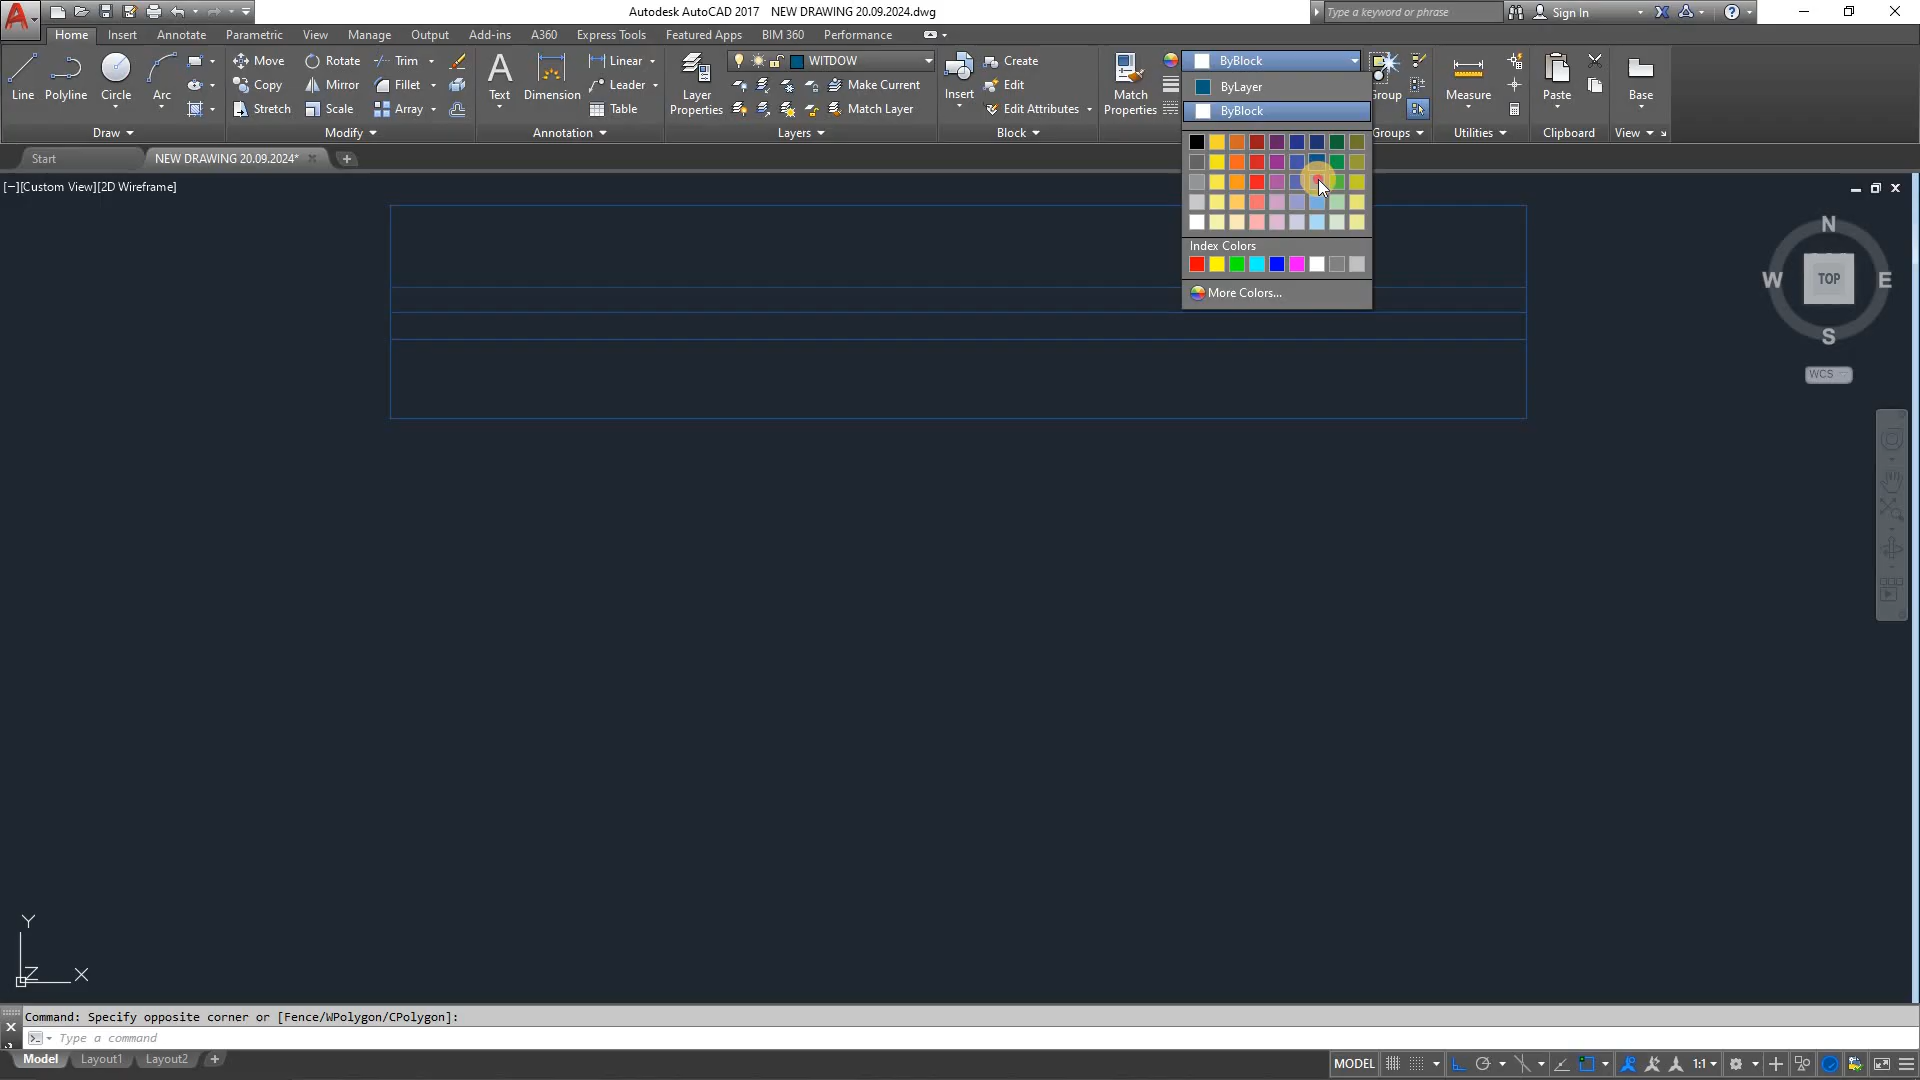 Autodesk AutoCAD 2017 NEW DRAWING 20.09.2024.dwg
Type a keyword or phrase
Sign In
Home Insert Annotate Parametric View Manage Output Add-ins A360 Express Tools Featured Apps BIM 360 Performance
Line
Polyline
Circle
Arc
Draw
Move
Copy
Stretch
Rotate
Mirror
Scale
Trim
Fillet
Array
Modify
Text
Dimension
Linear
Leader
Table
Annotation
Layer
Properties
WITDOW
Make Current
Match Layer
Layers
Insert
Create
Edit
Edit Attributes
Block
Match
Properties
ByBlock
ByLayer
ByBlock
Index Colors
More Colors...
Group
Groups
Measure
Utilities
Paste
Clipboard
Base
View
Start
NEW DRAWING 20.09.2024*
[−][Custom View][2D Wireframe]
N
W TOP E
S
WCS
Y
Z X
Command: Specify opposite corner or [Fence/WPolygon/CPolygon]:
Type a command
Model Layout1 Layout2
MODEL
1:1